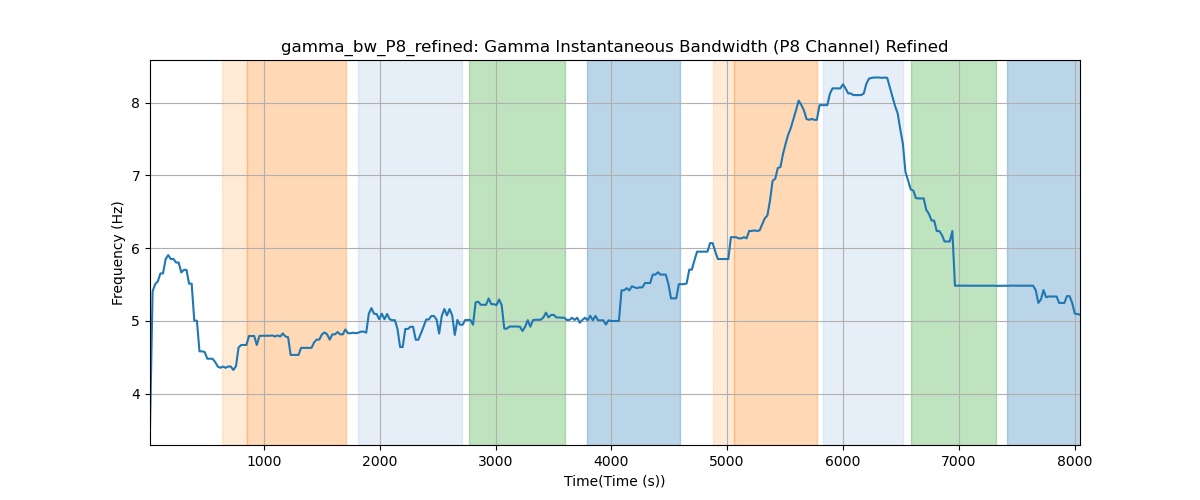 gamma_bw_P8_refined: Gamma Instantaneous Bandwidth (P8 Channel) Refined
Frequency (Hz)
8
7
6
5
4
1000 2000 3000 4000 5000 6000 7000 8000
Time(Time (s))